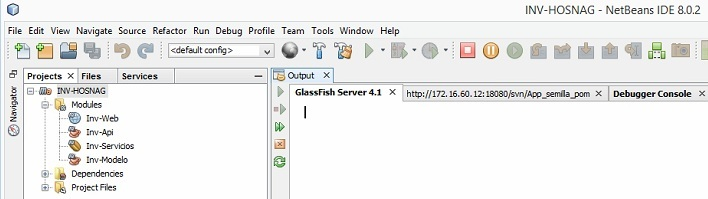 INV-HOSNAG - NetBeans IDE 8.0.2
File Edit View Navigate Source Refactor Run Debug Profile Team Tools Window Help
<default config>
Projects Files Services
Output
Navigator
GlassFish Server 4.1 http://172.16.60.12:18080/svn/App_semilla_pom Debugger Console
INV-HOSNAG
Modules
Inv-Web
Inv-Api
Inv-Servicios
Inv-Modelo
Dependencies
Project Files